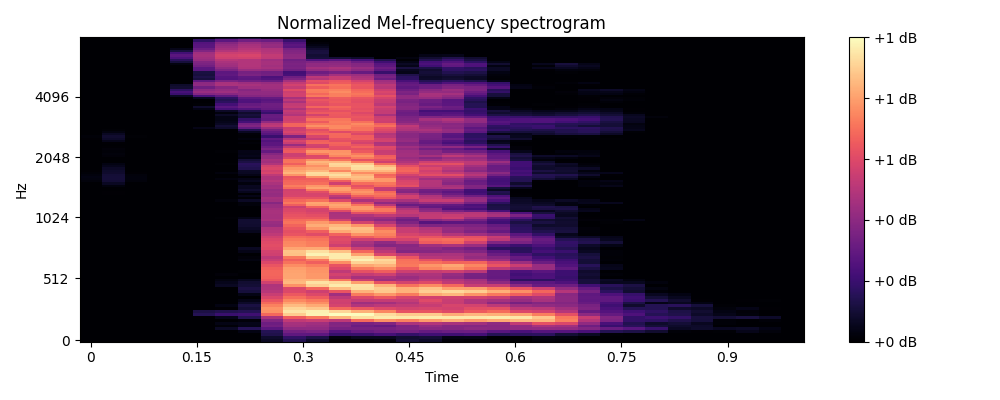 Normalized Mel-frequency spectrogram
Hz
4096
2048
1024
512
0
0 0.15 0.3 0.45 0.6 0.75 0.9
Time
+1 dB
+1 dB
+1 dB
+0 dB
+0 dB
+0 dB